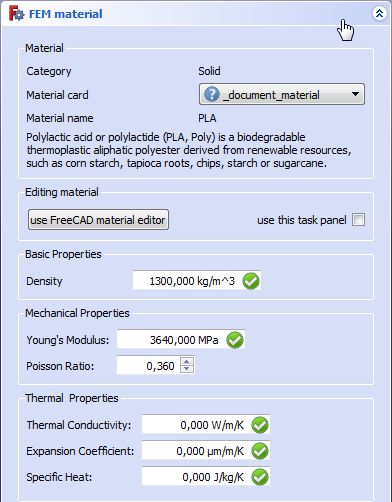 FEM material
Material
Category Solid
Material card _document_material
Material name PLA
Polylactic acid or polylactide (PLA, Poly) is a biodegradable
thermoplastic aliphatic polyester derived from renewable resources,
such as corn starch, tapioca roots, chips, starch or sugarcane.
Editing material
use FreeCAD material editor use this task panel
Basic Properties
Density 1300,000 kg/m^3
Mechanical Properties
Young's Modulus: 3640,000 MPa
Poisson Ratio: 0,360
Thermal Properties
Thermal Conductivity: 0,000 W/m/K
Expansion Coefficient: 0,000 µm/m/K
Specific Heat: 0,000 J/kg/K